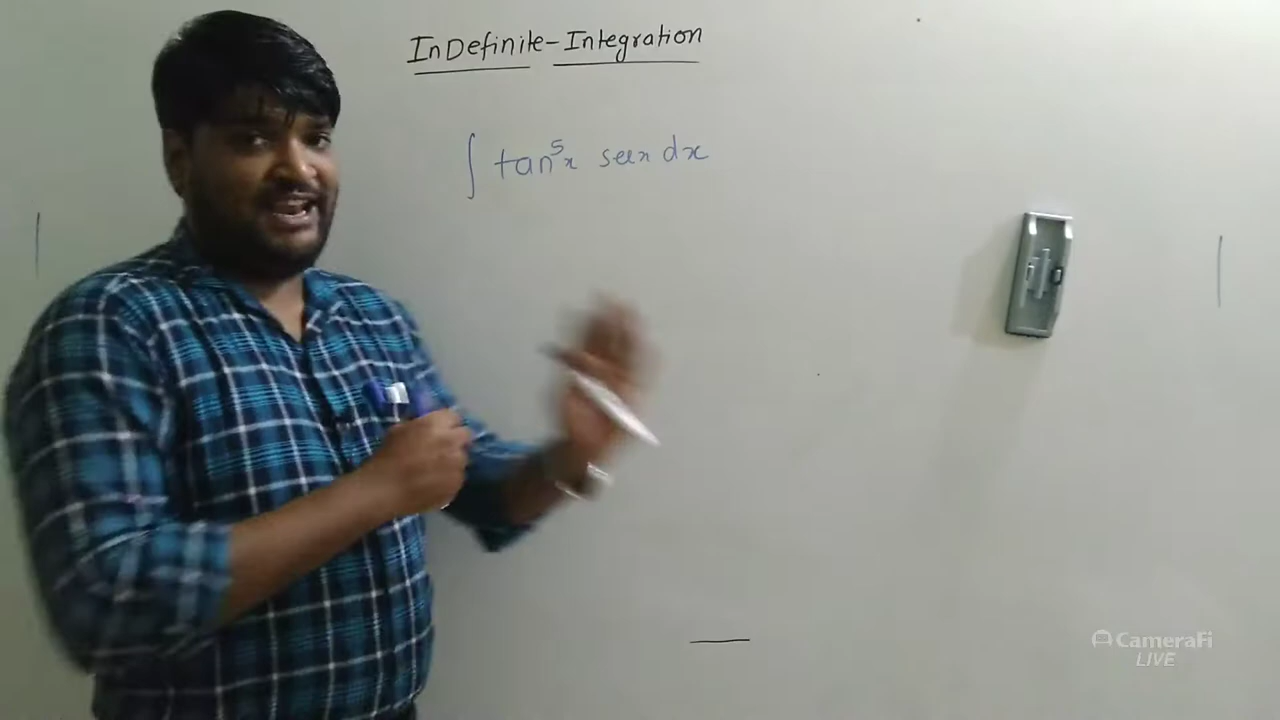 InDefinite-Integration
∫ tan⁵x secx dx
CameraFi
LIVE